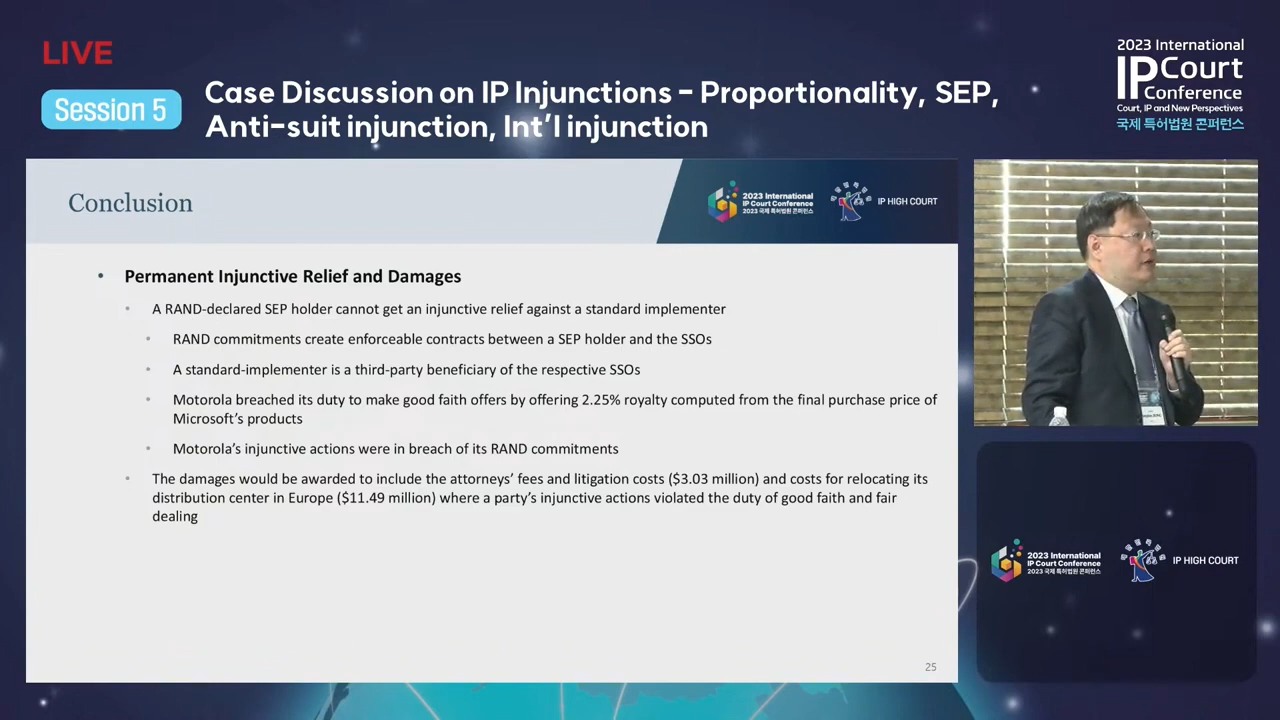 LIVE
Session 5
Case Discussion on IP Injunctions - Proportionality, SEP,
Anti-suit injunction, Int'l injunction
2023 International
IP Court
Conference
Court, IP and New Perspectives
국제 특허법원 콘퍼런스
Conclusion
2023 International
IP Court Conference
2023 국제 특허법원 콘퍼런스
IP HIGH COURT
• Permanent Injunctive Relief and Damages
• A RAND-declared SEP holder cannot get an injunctive relief against a standard implementer
• RAND commitments create enforceable contracts between a SEP holder and the SSOs
• A standard-implementer is a third-party beneficiary of the respective SSOs
• Motorola breached its duty to make good faith offers by offering 2.25% royalty computed from the final purchase price of
Microsoft's products
• Motorola's injunctive actions were in breach of its RAND commitments
• The damages would be awarded to include the attorneys' fees and litigation costs ($3.03 million) and costs for relocating its
distribution center in Europe ($11.49 million) where a party's injunctive actions violated the duty of good faith and fair
dealing
25
2023 International
IP Court Conference
2023 국제 특허법원 콘퍼런스
IP HIGH COURT